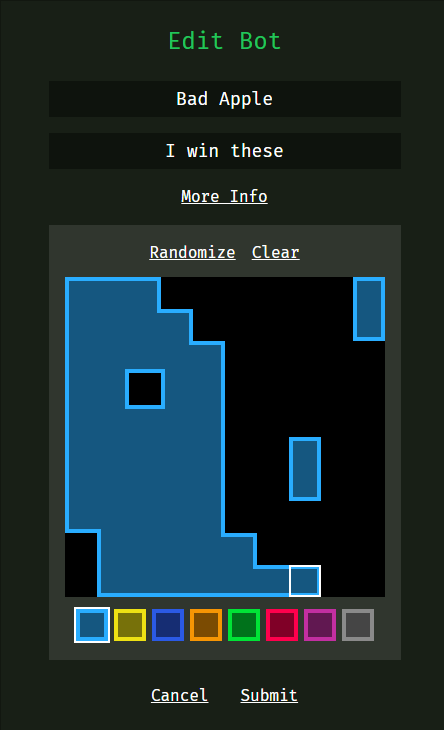 Edit Bot
Bad Apple
I win these
More Info
Randomize Clear
Cancel Submit